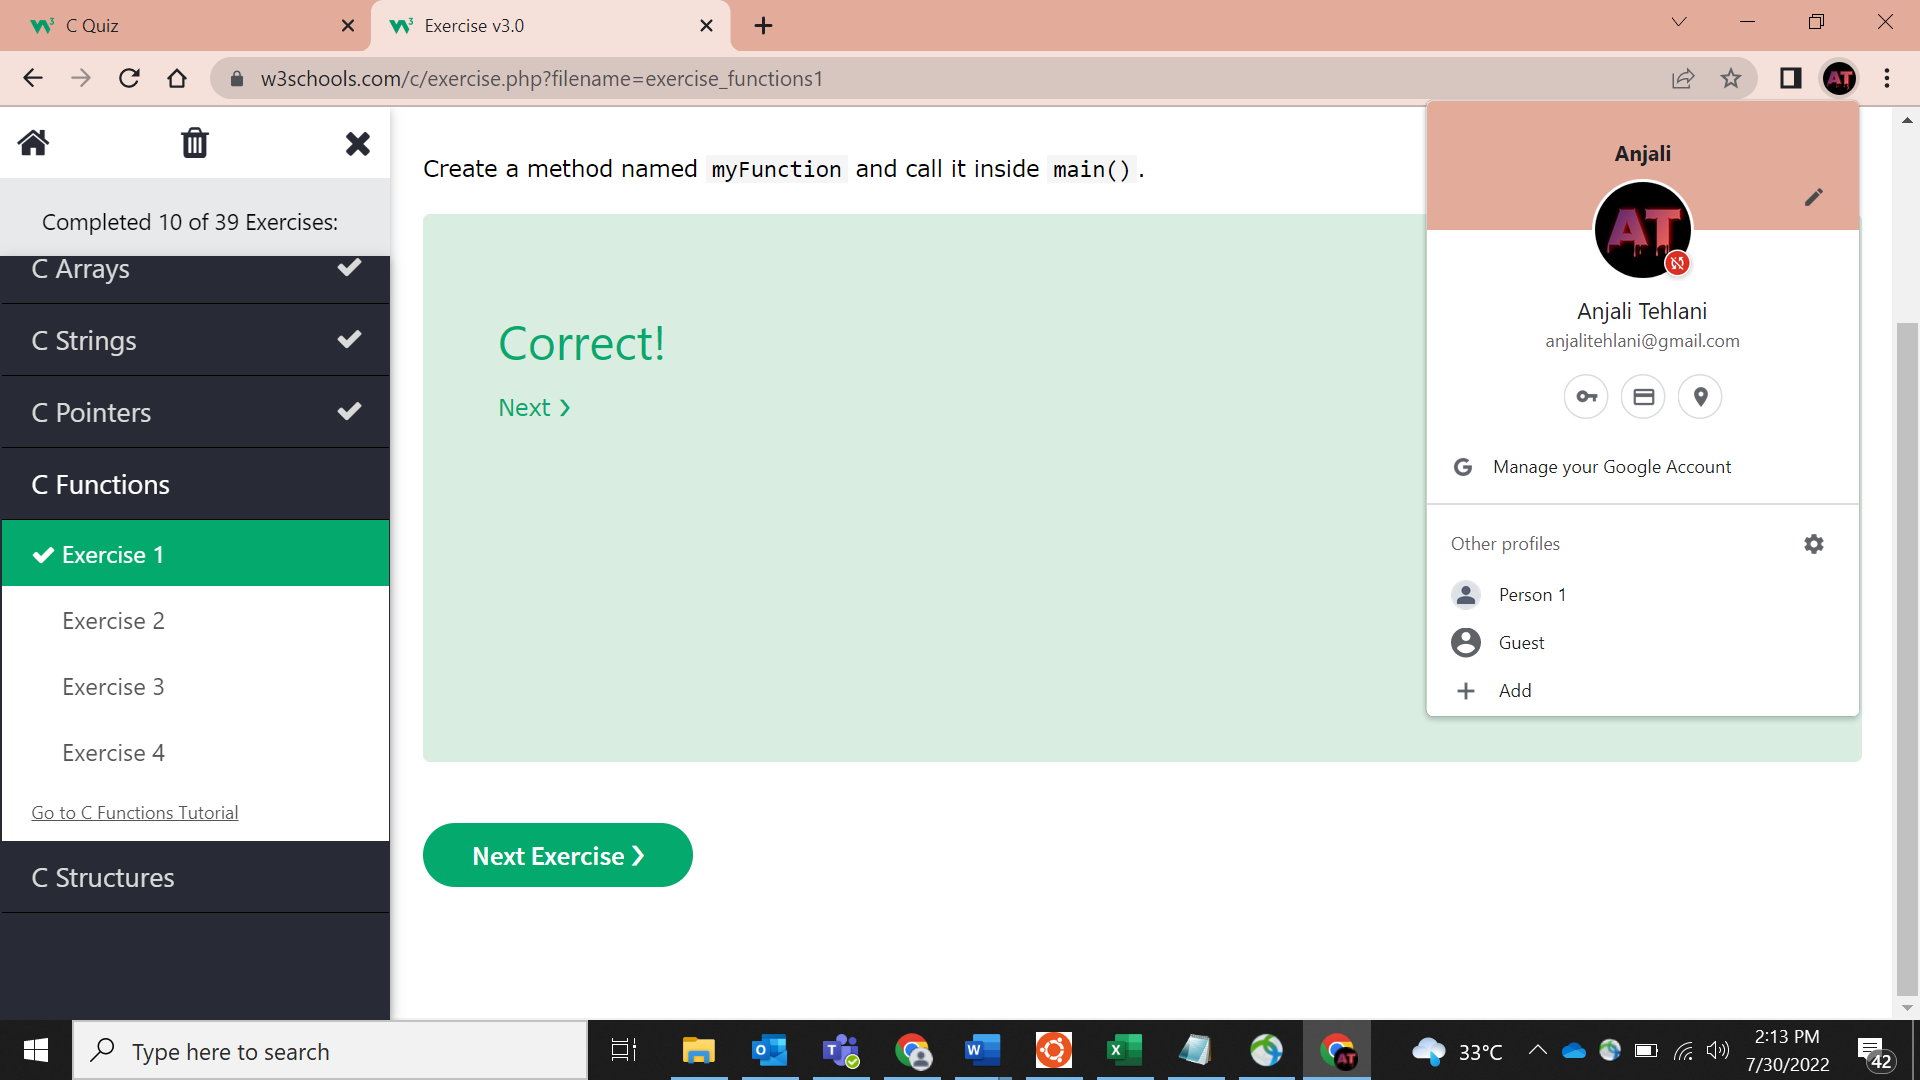 C Quiz
Exercise v3.0
w3schools.com/c/exercise.php?filename=exercise_functions1
AT
Completed 10 of 39 Exercises:
C Arrays
C Strings
C Pointers
C Functions
Exercise 1
Exercise 2
Exercise 3
Exercise 4
Go to C Functions Tutorial
C Structures
Create a method named myFunction and call it inside main().
Correct!
Next ❯
Next Exercise ❯
Anjali
AT
Anjali Tehlani
anjalitehlani@gmail.com
Manage your Google Account
Other profiles
Person 1
Guest
Add
Type here to search
33°C
2:13 PM
7/30/2022
42